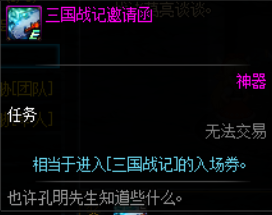 三国战记邀请函
神器
任务
无法交易
相当于进入[三国战记]的入场券。
也许孔明先生知道些什么。